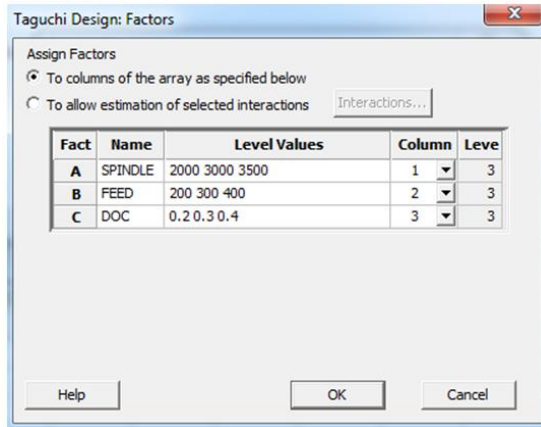 Taguchi Design: Factors
X
Assign Factors
To columns of the array as specified below
To allow estimation of selected interactions Interactions...
Fact Name Level Values Column Leve
A SPINDLE 2000 3000 3500 1 3
B FEED 200 300 400 2 3
C DOC 0.2 0.3 0.4 3 3
Help OK Cancel